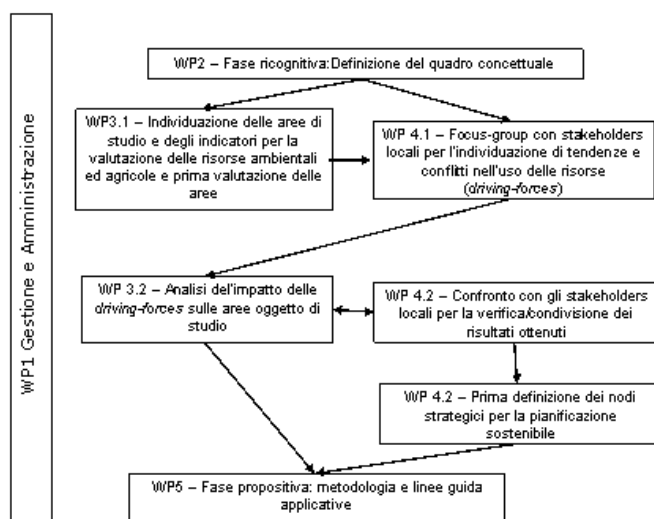 WP1 Gestione e Amministrazione
WP2 – Fase ricognitiva:Definizione del quadro concettuale
WP3.1 – Individuazione delle aree di
studio e degli indicatori per la
valutazione delle risorse ambientali
ed agricole e prima valutazione delle
aree
WP 4.1 – Focus-group con stakeholders
locali per l'individuazione di tendenze e
conflitti nell'uso delle risorse
(driving-forces)
WP 3.2 – Analisi del'impatto delle
driving-forces sulle aree oggetto di
studio
WP 4.2 – Confronto con gli stakeholders
locali per la verifica/condivisione dei
risultati ottenuti
WP 4.2 – Prima definizione dei nodi
strategici per la pianificazione
sostenibile
WP5 – Fase propositiva: metodologia e linee guida
applicative